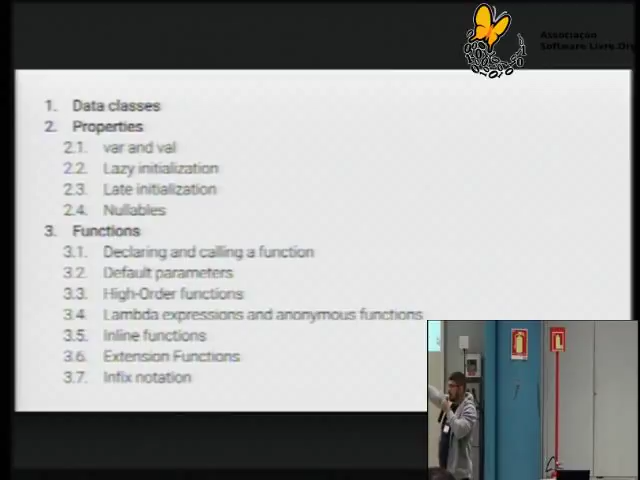 Associaçon
Software Livre.Org
1. Data classes
2. Properties
2.1. var and val
2.2. Lazy initialization
2.3. Late initialization
2.4. Nullables
3. Functions
3.1. Declaring and calling a function
3.2. Default parameters
3.3. High-Order functions
3.4. Lambda expressions and anonymous functions
3.5. Inline functions
3.6. Extension Functions
3.7. Infix notation